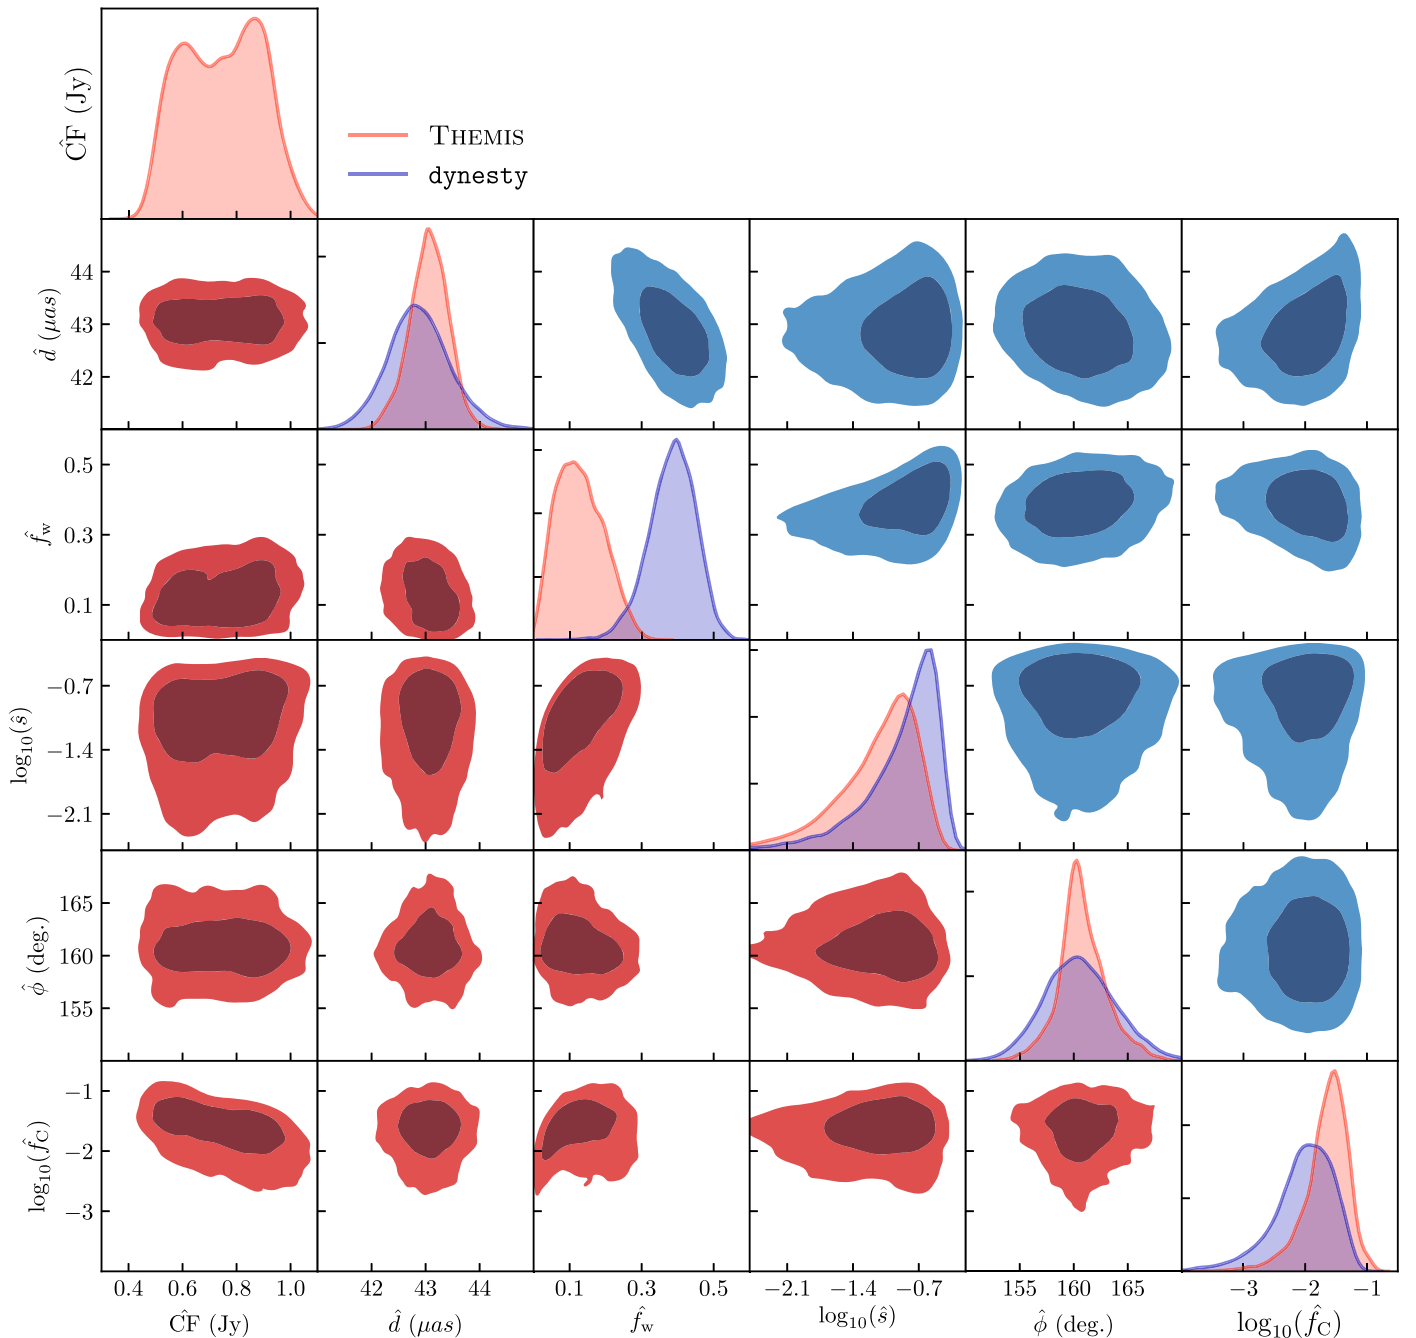 ĈF (Jy)
THEMIS
dynesty
44
43
42
d̂ (μas)
0.5
0.3
0.1
f̂w
−0.7
−1.4
−2.1
log10(ŝ)
165
160
155
φ̂ (deg.)
−1
−2
−3
log10(f̂C)
0.4 0.6 0.8 1.0 42 43 44 0.1 0.3 0.5 −2.1 −1.4 −0.7 155 160 165 −3 −2 −1
ĈF (Jy) d̂ (μas) f̂w log10(ŝ) φ̂ (deg.) log10(f̂C)